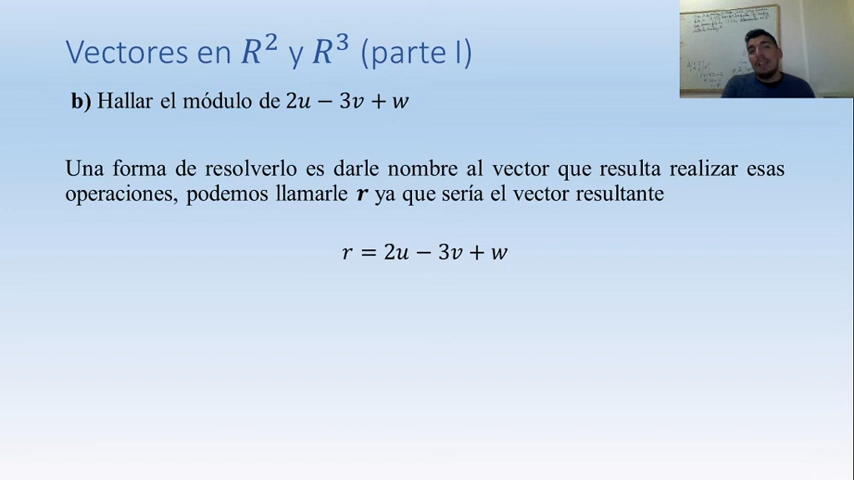 Vectores en R² y R³ (parte I)
b) Hallar el módulo de 2u − 3v + w
Una forma de resolverlo es darle nombre al vector que resulta realizar esas
operaciones, podemos llamarle r ya que sería el vector resultante
r = 2u − 3v + w